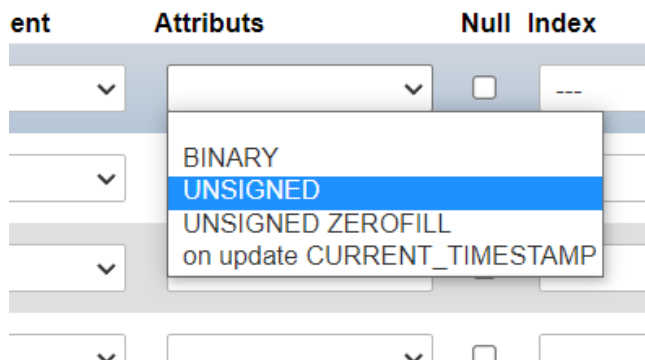 ent Attributs Null Index
---
BINARY
UNSIGNED
UNSIGNED ZEROFILL
on update CURRENT_TIMESTAMP